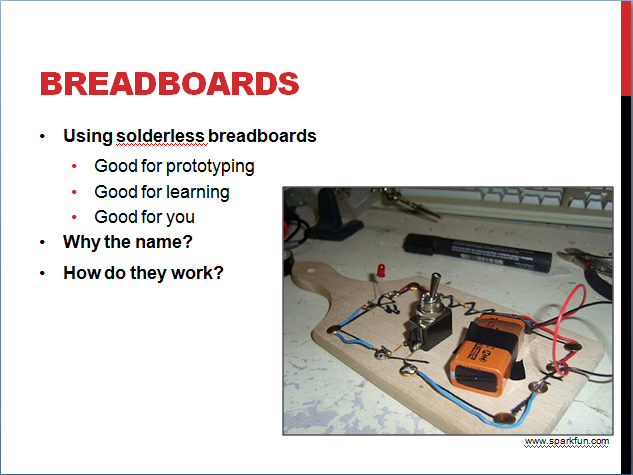 BREADBOARDS
• Using solderless breadboards
• Good for prototyping
• Good for learning
• Good for you
• Why the name?
• How do they work?
www.sparkfun.com